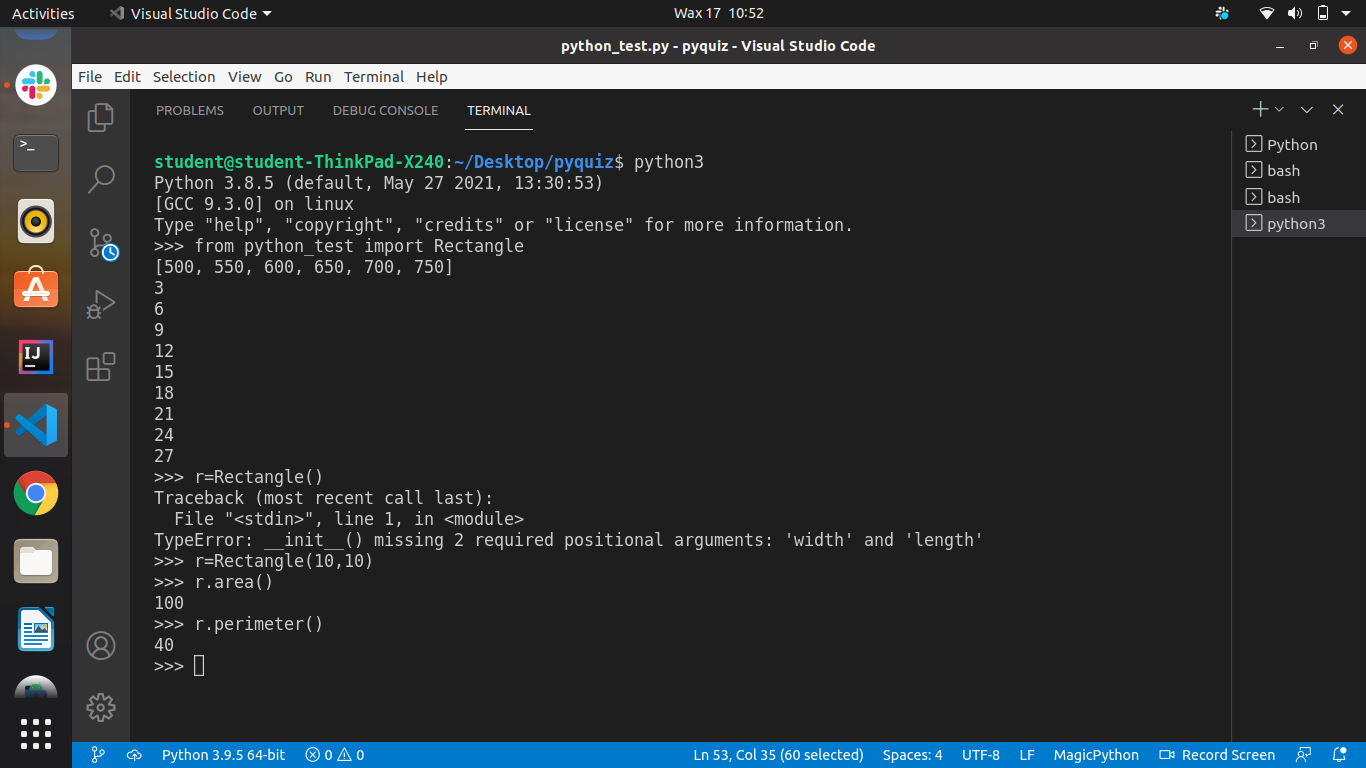 Activities Visual Studio Code Wax 17 10:52
python_test.py - pyquiz - Visual Studio Code
File Edit Selection View Go Run Terminal Help
PROBLEMS OUTPUT DEBUG CONSOLE TERMINAL
student@student-ThinkPad-X240:~/Desktop/pyquiz$ python3
Python 3.8.5 (default, May 27 2021, 13:30:53)
[GCC 9.3.0] on linux
Type "help", "copyright", "credits" or "license" for more information.
>>> from python_test import Rectangle
[500, 550, 600, 650, 700, 750]
3
6
9
12
15
18
21
24
27
>>> r=Rectangle()
Traceback (most recent call last):
  File "<stdin>", line 1, in <module>
TypeError: __init__() missing 2 required positional arguments: 'width' and 'length'
>>> r=Rectangle(10,10)
>>> r.area()
100
>>> r.perimeter()
40
>>>
Python
bash
bash
python3
>_
IJ
Python 3.9.5 64-bit 0 0 Ln 53, Col 35 (60 selected) Spaces: 4 UTF-8 LF MagicPython Record Screen